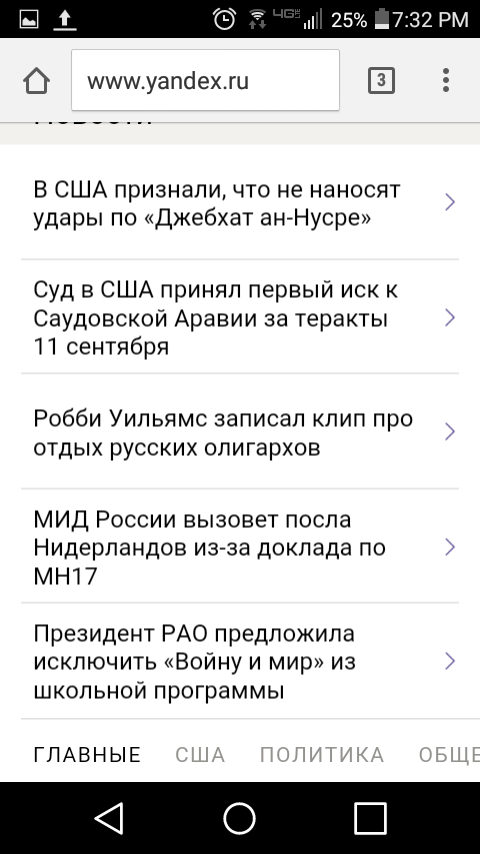 4G
25%
7:32 PM
www.yandex.ru
3
Новости
В США признали, что не наносят
удары по «Джебхат ан-Нусре»
Суд в США принял первый иск к
Саудовской Аравии за теракты
11 сентября
Робби Уильямс записал клип про
отдых русских олигархов
МИД России вызовет посла
Нидерландов из-за доклада по
MH17
Президент РАО предложила
исключить «Войну и мир» из
школьной программы
ГЛАВНЫЕ США ПОЛИТИКА ОБЩЕ